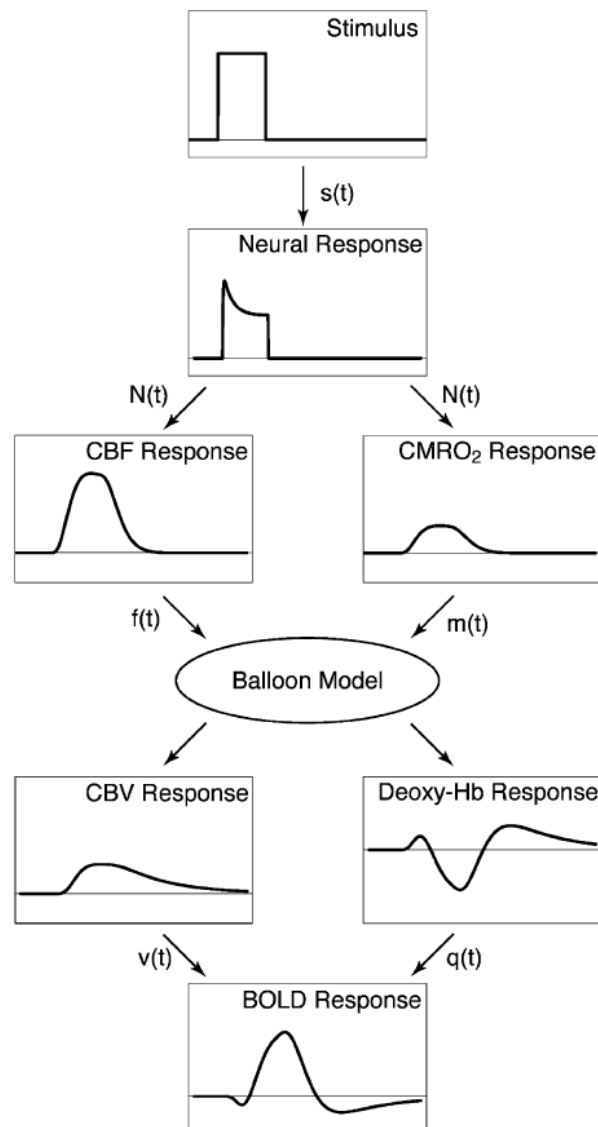 Stimulus
s(t)
Neural Response
N(t)
N(t)
CBF Response
CMRO₂ Response
f(t)
m(t)
Balloon Model
CBV Response
Deoxy-Hb Response
v(t)
q(t)
BOLD Response